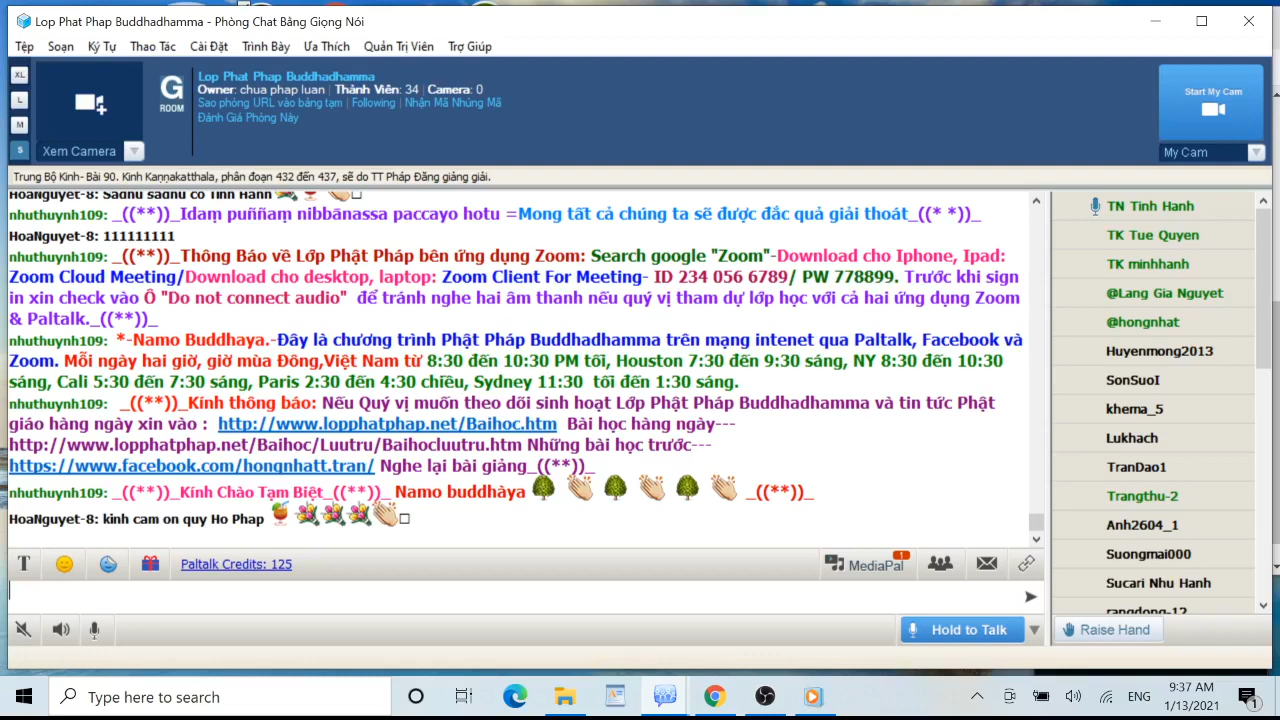 Lop Phat Phap Buddhadhamma - Phòng Chat Bằng Giọng Nói
Tệp Soạn Ký Tự Thao Tác Cài Đặt Trình Bày Ưa Thích Quản Trị Viên Trợ Giúp
XL
L
M
S
Xem Camera
G
ROOM
Lop Phat Phap Buddhadhamma
Owner: chua phap luan | Thành Viên: 34 | Camera: 0
Sao phỏng URL vào bảng tạm | Following | Nhận Mã Nhúng Mã
Đánh Giá Phòng Này
Start My Cam
My Cam
Trung Bộ Kinh- Bài 90. Kinh Kaṇṇakatthala, phân đoạn 432 đến 437, sẽ do TT Pháp Đăng giảng giải.
HoaNguyet-8: Sadhu sadhu co Tinh Hanh
nhuthuynh109: _((**))_Idaṃ puññaṃ nibbānassa paccayo hotu =Mong tất cả chúng ta sẽ được đắc quả giải thoát_((* *))_
HoaNguyet-8: 111111111
nhuthuynh109: _((**))_Thông Báo về Lớp Phật Pháp bên ứng dụng Zoom: Search google "Zoom"-Download cho Iphone, Ipad:
Zoom Cloud Meeting/Download cho desktop, laptop: Zoom Client For Meeting- ID 234 056 6789/ PW 778899. Trước khi sign
in xin check vào Ô "Do not connect audio" để tránh nghe hai âm thanh nếu quý vị tham dự lớp học với cả hai ứng dụng Zoom
& Paltalk._((**))_
nhuthuynh109: *-Namo Buddhaya.-Đây là chương trình Phật Pháp Buddhadhamma trên mạng intenet qua Paltalk, Facebook và
Zoom. Mỗi ngày hai giờ, giờ mùa Đông,Việt Nam từ 8:30 đến 10:30 PM tối, Houston 7:30 đến 9:30 sáng, NY 8:30 đến 10:30
sáng, Cali 5:30 đến 7:30 sáng, Paris 2:30 đến 4:30 chiều, Sydney 11:30 tối đến 1:30 sáng.
nhuthuynh109: _((**))_Kính thông báo: Nếu Quý vị muốn theo dõi sinh hoạt Lớp Phật Pháp Buddhadhamma và tin tức Phật
giáo hàng ngày xin vào : http://www.lopphatphap.net/Baihoc.htm Bài học hàng ngày---
http://www.lopphatphap.net/Baihoc/Luutru/Baihocluutru.htm Những bài học trước---
https://www.facebook.com/hongnhatt.tran/ Nghe lại bài giảng_((**))_
nhuthuynh109: _((**))_Kính Chào Tạm Biệt_((**))_ Namo buddhàya _((**))_
HoaNguyet-8: kinh cam on quy Ho Phap
TN Tinh Hanh
TK Tue Quyen
TK minhhanh
@Lang Gia Nguyet
@hongnhat
Huyenmong2013
SonSuoI
khema_5
Lukhach
TranDao1
Trangthu-2
Anh2604_1
Suongmai000
Sucari Nhu Hanh
rangdong-12
T Paltalk Credits: 125 MediaPal 1
Hold to Talk
Raise Hand
Type here to search
ENG
9:37 AM
1/13/2021
1